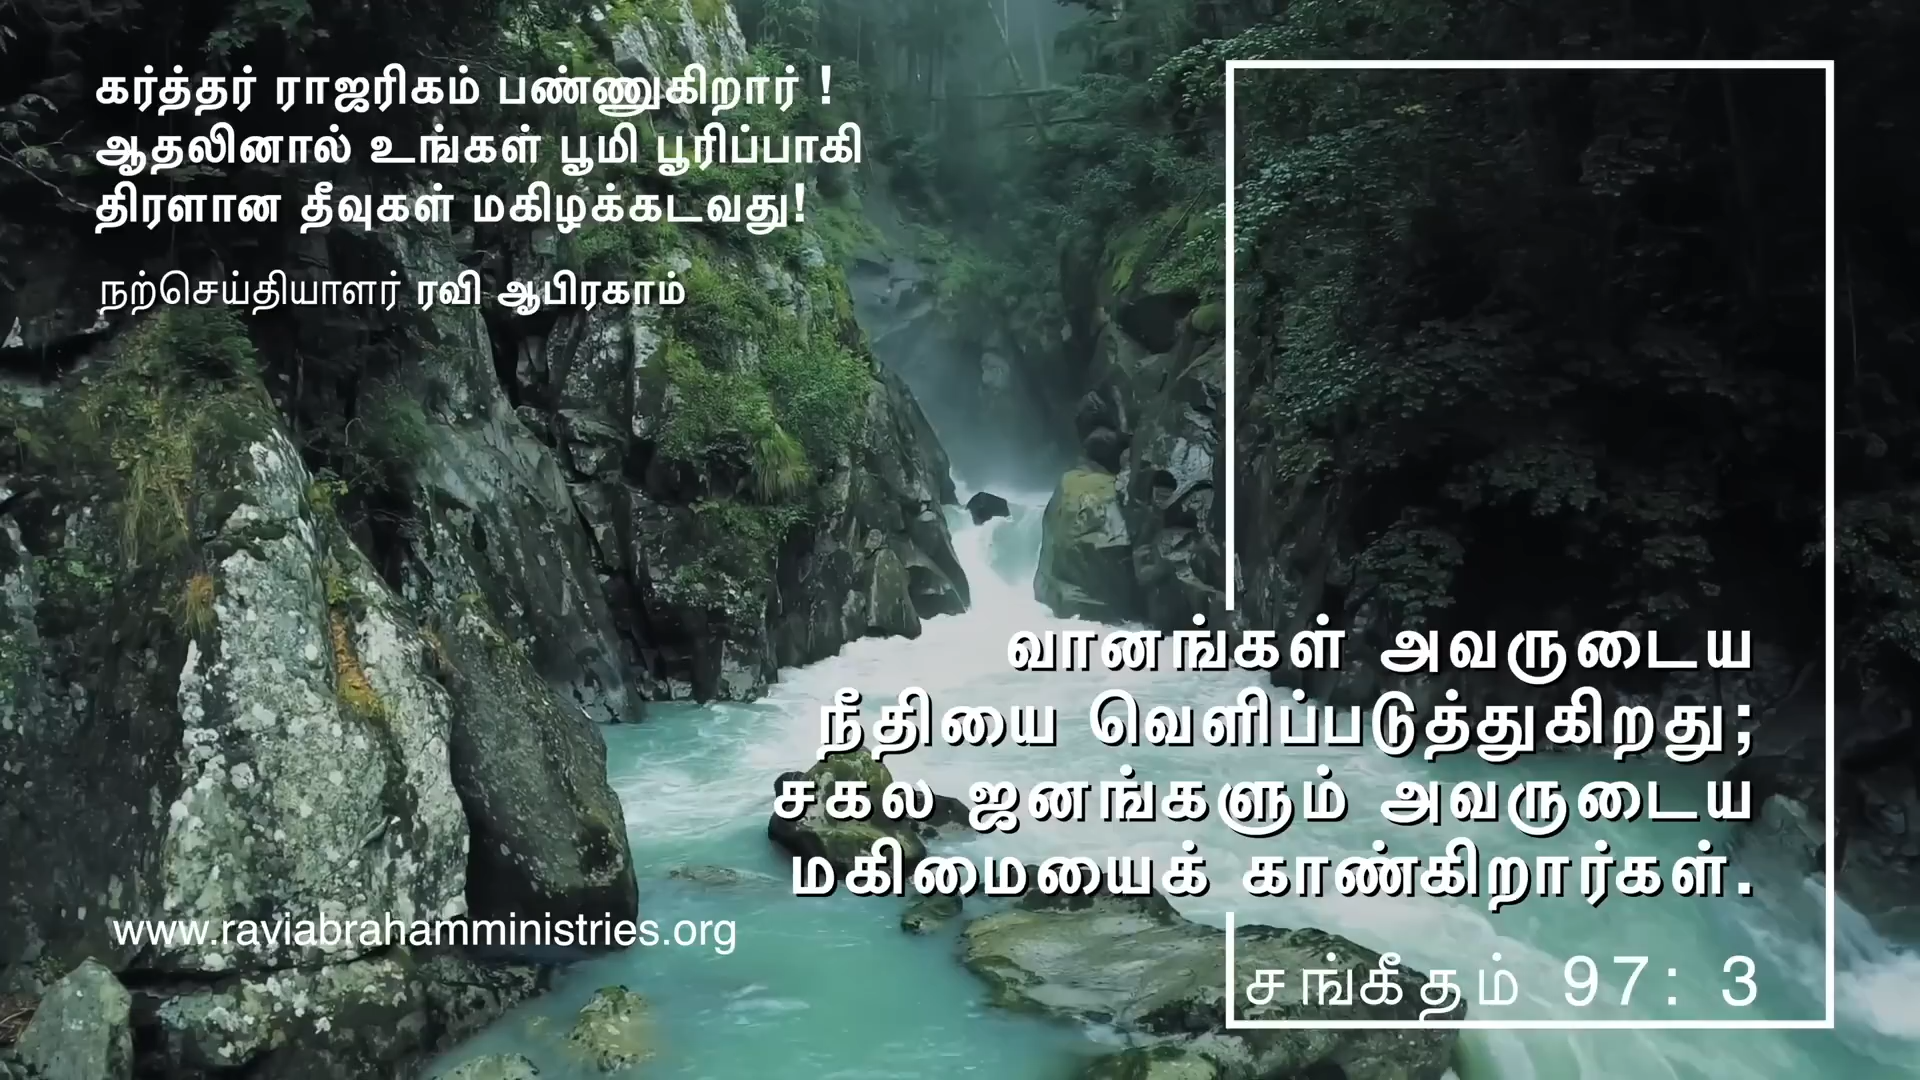 கர்த்தர் ராஜரிகம் பண்ணுகிறார் !
ஆதலினால் உங்கள் பூமி பூரிப்பாகி
திரளான தீவுகள் மகிழக்கடவது!
நற்செய்தியாளர் ரவி ஆபிரகாம்
வானங்கள் அவருடைய
நீதியை வெளிப்படுத்துகிறது;
சகல ஜனங்களும் அவருடைய
மகிமையைக் காண்கிறார்கள்.
www.raviabrahamministries.org
சங்கீதம் 97: 3